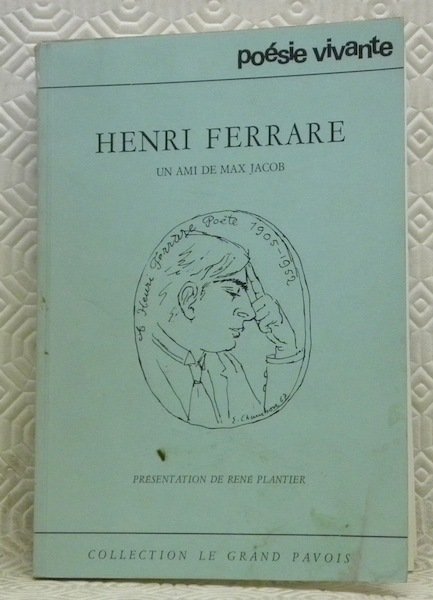 poésie vivante
HENRI FERRARE
UN AMI DE MAX JACOB
A Henri Ferrare Poète 1905-1952
PRÉSENTATION DE RENÉ PLANTIER
COLLECTION LE GRAND PAVOIS